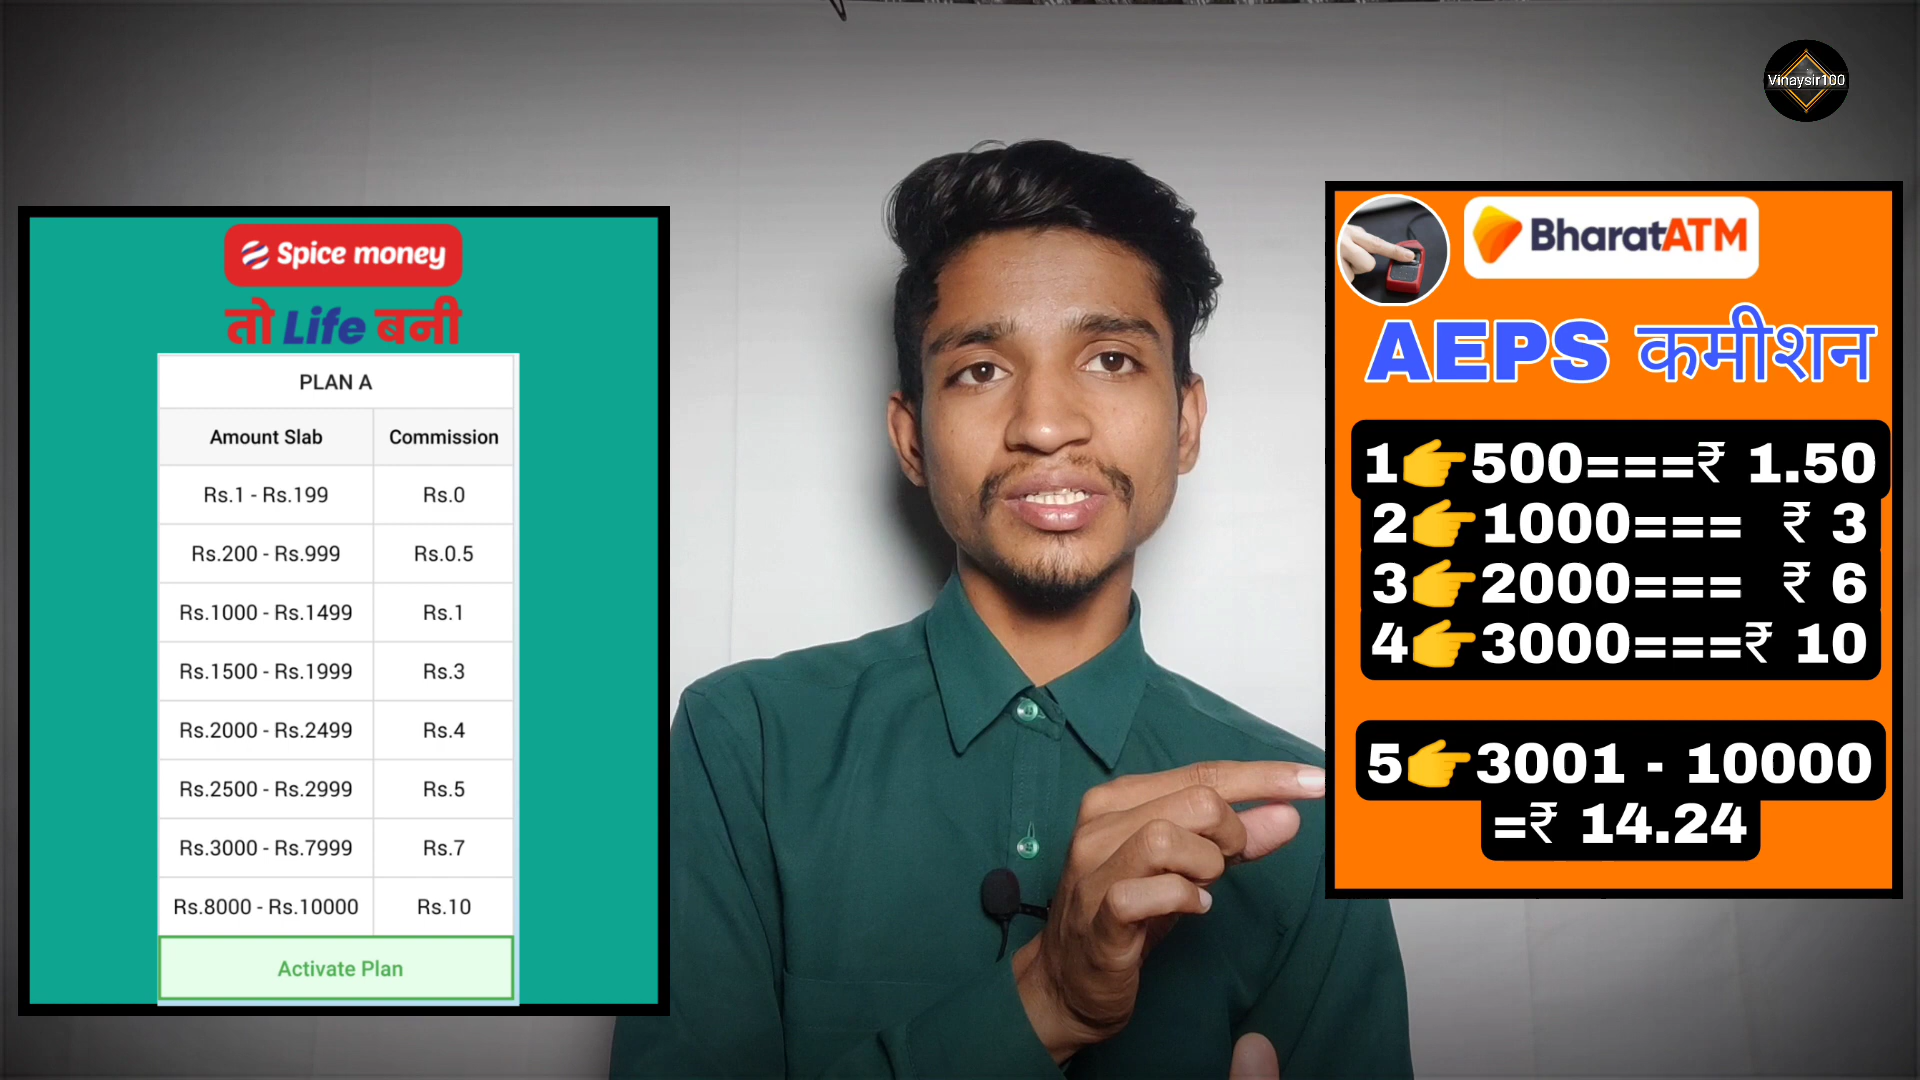 Vinaysir100
Spice money
तो Life बनी
PLAN A
Amount Slab Commission
Rs.1 - Rs.199 Rs.0
Rs.200 - Rs.999 Rs.0.5
Rs.1000 - Rs.1499 Rs.1
Rs.1500 - Rs.1999 Rs.3
Rs.2000 - Rs.2499 Rs.4
Rs.2500 - Rs.2999 Rs.5
Rs.3000 - Rs.7999 Rs.7
Rs.8000 - Rs.10000 Rs.10
Activate Plan
BharatATM
AEPS कमीशन
1👉500===₹ 1.50
2👉1000=== ₹ 3
3👉2000=== ₹ 6
4👉3000===₹ 10
5👉3001 - 10000
=₹ 14.24